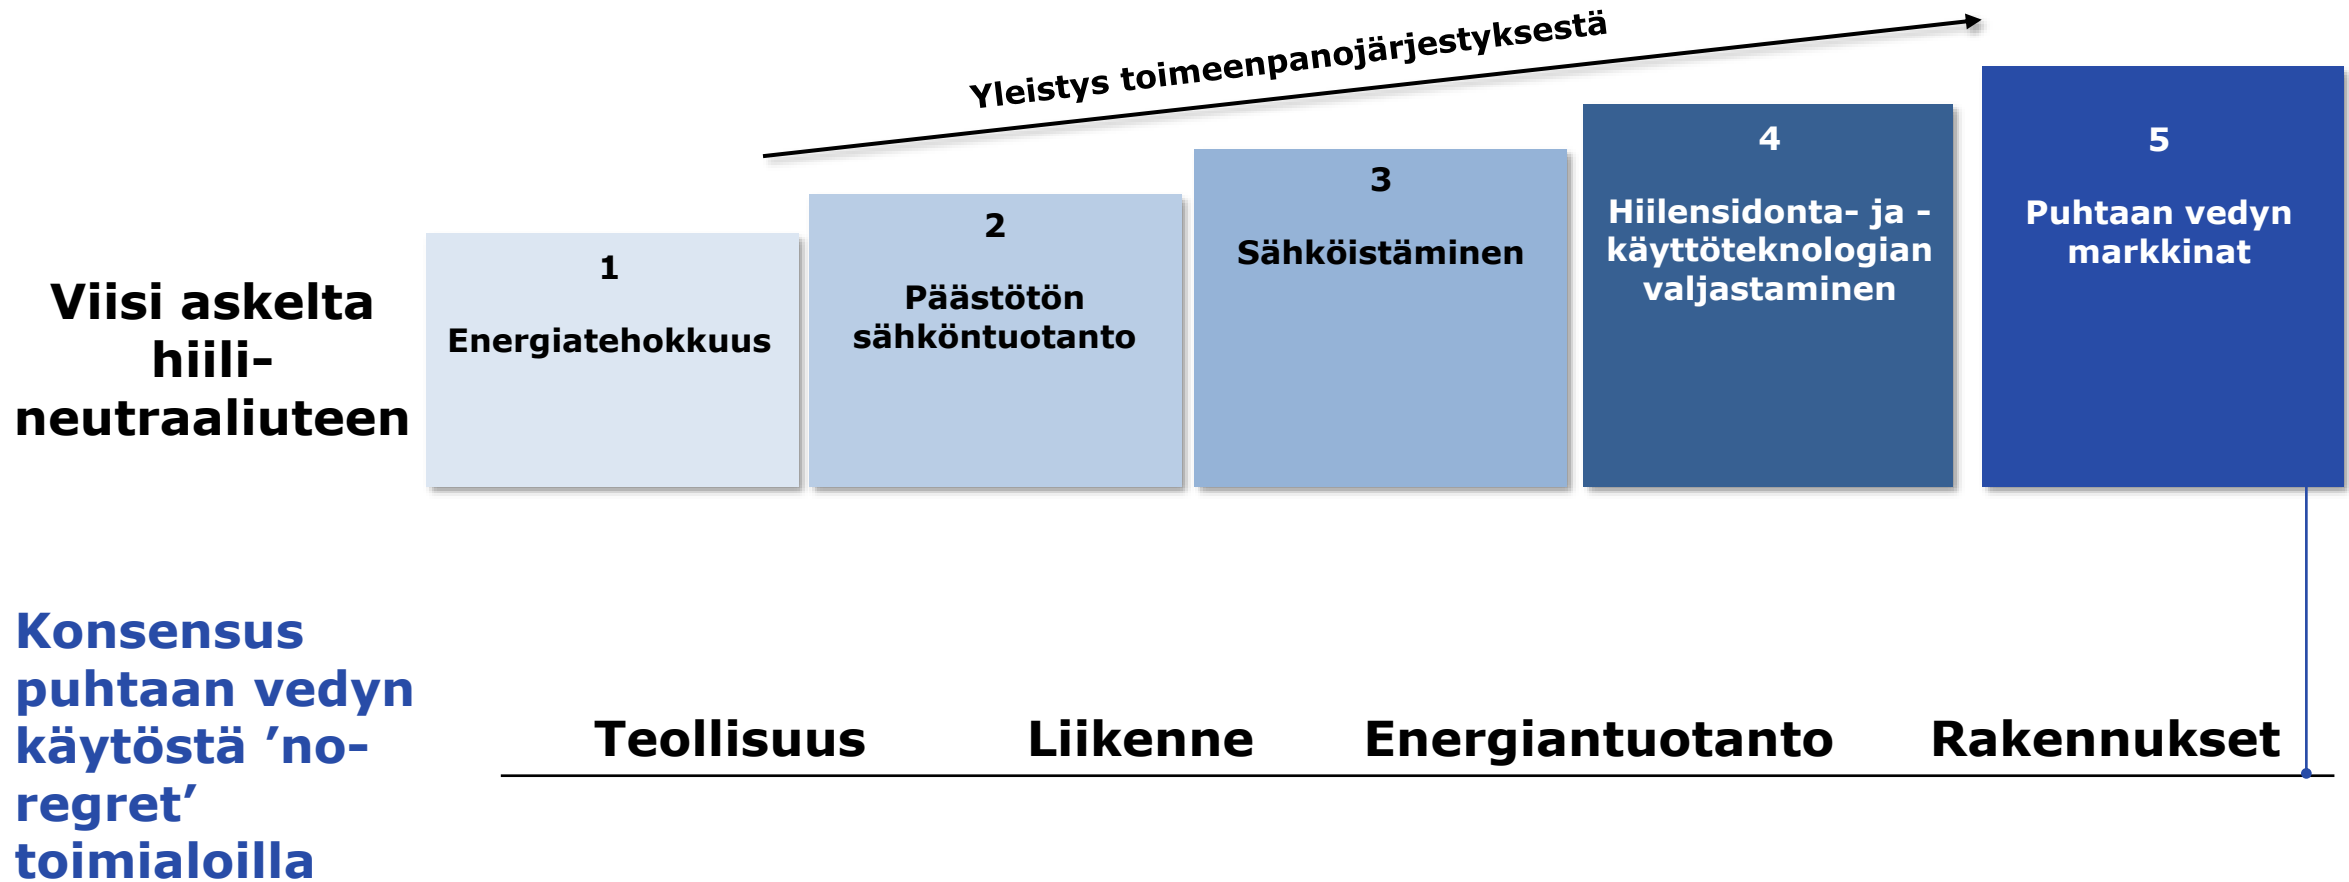 Yleistys toimeenpanojärjestyksestä
Viisi askelta
hiili-
neutraaliuteen
1
Energiatehokkuus
2
Päästötön
sähköntuotanto
3
Sähköistäminen
4
Hiilensidonta- ja -
käyttöteknologian
valjastaminen
5
Puhtaan vedyn
markkinat
Konsensus
puhtaan vedyn
käytöstä ’no-
regret’
toimialoilla
Teollisuus
Liikenne
Energiantuotanto
Rakennukset